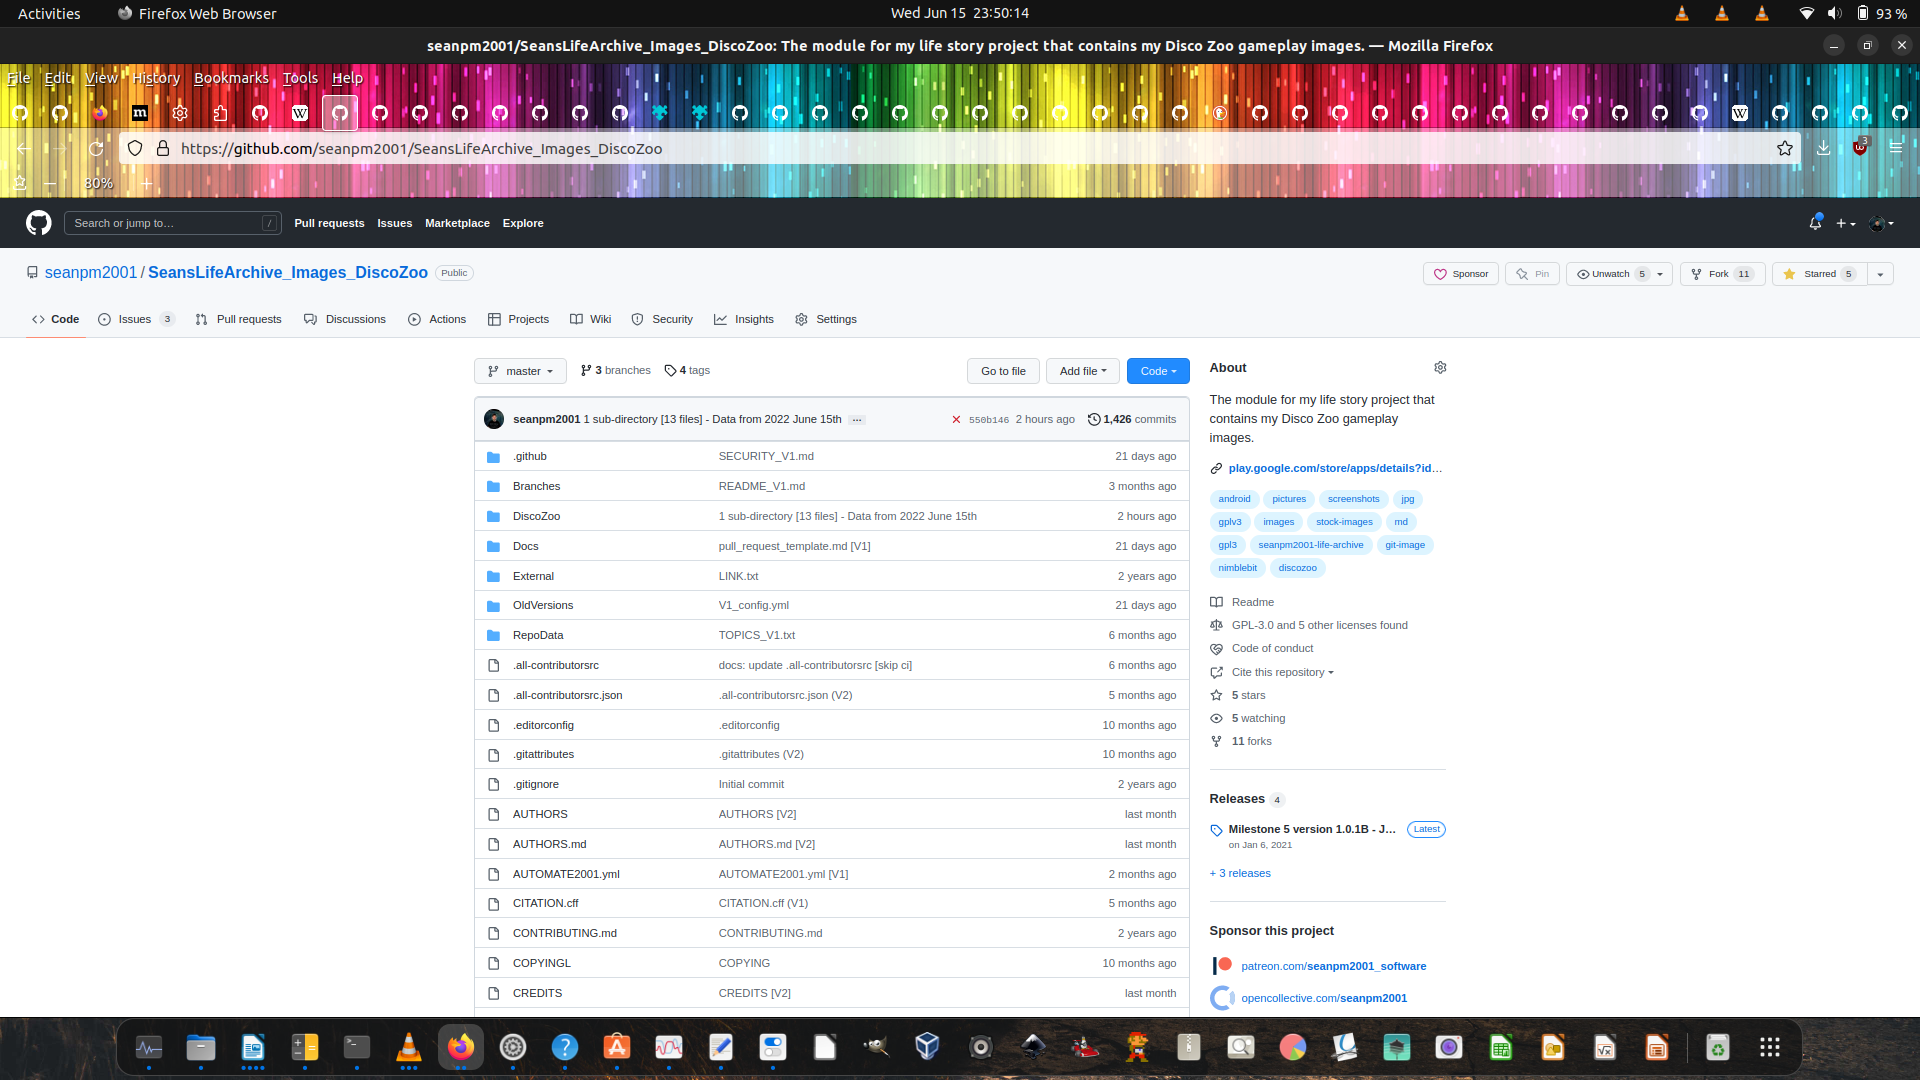 Activities
Firefox Web Browser
Wed Jun 15 23:50:14
93 %
seanpm2001/SeansLifeArchive_Images_DiscoZoo: The module for my life story project that contains my Disco Zoo gameplay images. — Mozilla Firefox
File Edit View History Bookmarks Tools Help
https://github.com/seanpm2001/SeansLifeArchive_Images_DiscoZoo
3
80%
Search or jump to…
/
Pull requests Issues Marketplace Explore
seanpm2001 / SeansLifeArchive_Images_DiscoZoo Public
Sponsor
Pin
Unwatch 5
Fork 11
Starred 5
Code
Issues 3
Pull requests
Discussions
Actions
Projects
Wiki
Security
Insights
Settings
master
3 branches
4 tags
Go to file
Add file
Code
seanpm2001 1 sub-directory [13 files] - Data from 2022 June 15th ...
550b146 2 hours ago
1,426 commits
.github SECURITY_V1.md 21 days ago
Branches README_V1.md 3 months ago
DiscoZoo 1 sub-directory [13 files] - Data from 2022 June 15th 2 hours ago
Docs pull_request_template.md [V1] 21 days ago
External LINK.txt 2 years ago
OldVersions V1_config.yml 21 days ago
RepoData TOPICS_V1.txt 6 months ago
.all-contributorsrc docs: update .all-contributorsrc [skip ci] 6 months ago
.all-contributorsrc.json .all-contributorsrc.json (V2) 5 months ago
.editorconfig .editorconfig 10 months ago
.gitattributes .gitattributes (V2) 10 months ago
.gitignore Initial commit 2 years ago
AUTHORS AUTHORS [V2] last month
AUTHORS.md AUTHORS.md [V2] last month
AUTOMATE2001.yml AUTOMATE2001.yml [V1] 2 months ago
CITATION.cff CITATION.cff (V1) 5 months ago
CONTRIBUTING.md CONTRIBUTING.md 2 years ago
COPYINGL COPYING 10 months ago
CREDITS CREDITS [V2] last month
About
The module for my life story project that
contains my Disco Zoo gameplay
images.
play.google.com/store/apps/details?id…
android pictures screenshots jpg
gplv3 images stock-images md
gpl3 seanpm2001-life-archive git-image
nimblebit discozoo
Readme
GPL-3.0 and 5 other licenses found
Code of conduct
Cite this repository
5 stars
5 watching
11 forks
Releases 4
Milestone 5 version 1.0.1B - J… Latest
on Jan 6, 2021
+ 3 releases
Sponsor this project
patreon.com/seanpm2001_software
opencollective.com/seanpm2001